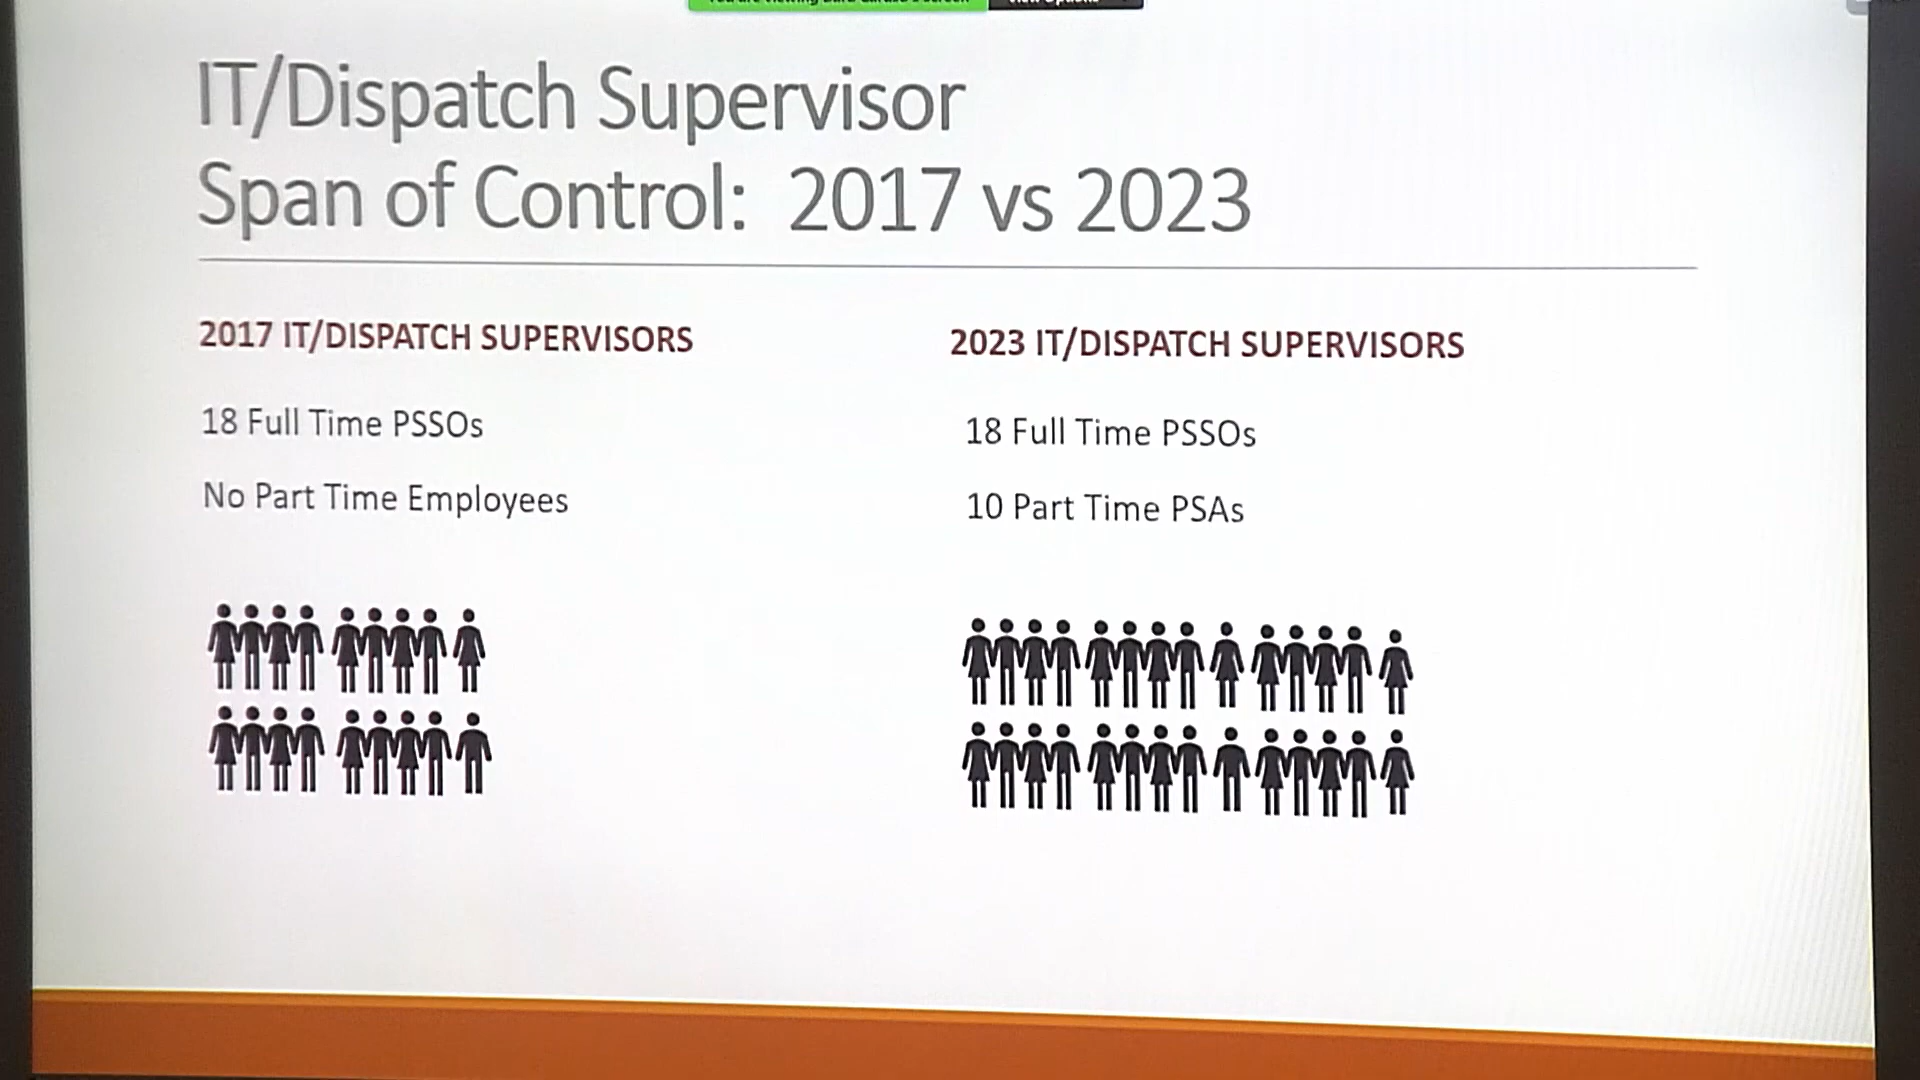 IT/Dispatch Supervisor
Span of Control: 2017 vs 2023
2017 IT/DISPATCH SUPERVISORS
18 Full Time PSSOs
No Part Time Employees
2023 IT/DISPATCH SUPERVISORS
18 Full Time PSSOs
10 Part Time PSAs